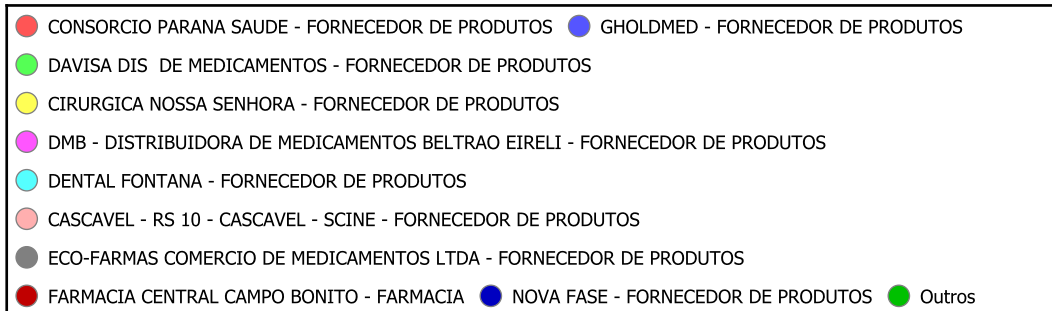 CONSORCIO PARANA SAUDE - FORNECEDOR DE PRODUTOS GHOLDMED - FORNECEDOR DE PRODUTOS
DAVISA DIS  DE MEDICAMENTOS - FORNECEDOR DE PRODUTOS
CIRURGICA NOSSA SENHORA - FORNECEDOR DE PRODUTOS
DMB - DISTRIBUIDORA DE MEDICAMENTOS BELTRAO EIRELI - FORNECEDOR DE PRODUTOS
DENTAL FONTANA - FORNECEDOR DE PRODUTOS
CASCAVEL - RS 10 - CASCAVEL - SCINE - FORNECEDOR DE PRODUTOS
ECO-FARMAS COMERCIO DE MEDICAMENTOS LTDA - FORNECEDOR DE PRODUTOS
FARMACIA CENTRAL CAMPO BONITO - FARMACIA NOVA FASE - FORNECEDOR DE PRODUTOS Outros